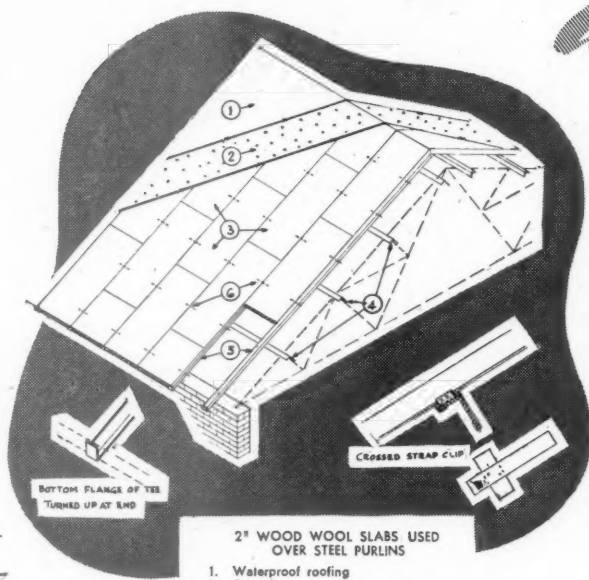 1
2
3
6
4
5
BOTTOM FLANGE OF TEE
TURNED UP AT END
CROSSED STRAP CLIP
2" WOOD WOOL SLABS USED
OVER STEEL PURLINS
1. Waterproof roofing